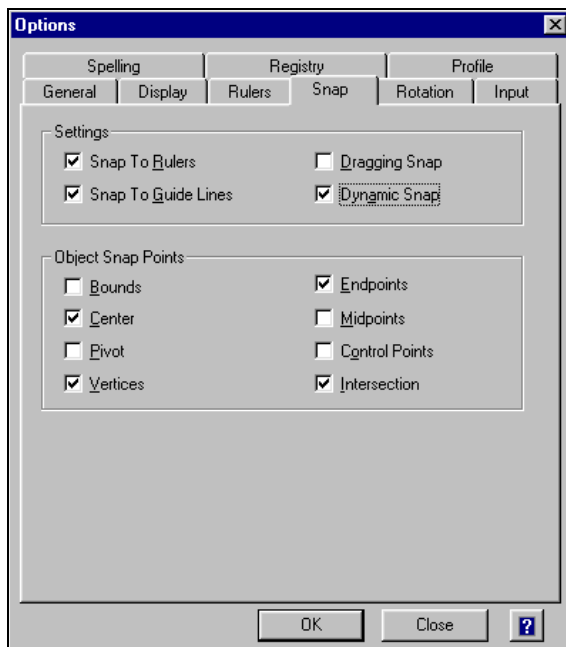 Options
Spelling Registry Profile
General Display Rulers Snap Rotation Input
Settings
Snap To Rulers Dragging Snap
Snap To Guide Lines Dynamic Snap
Object Snap Points
Bounds Endpoints
Center Midpoints
Pivot Control Points
Vertices Intersection
OK Close ?